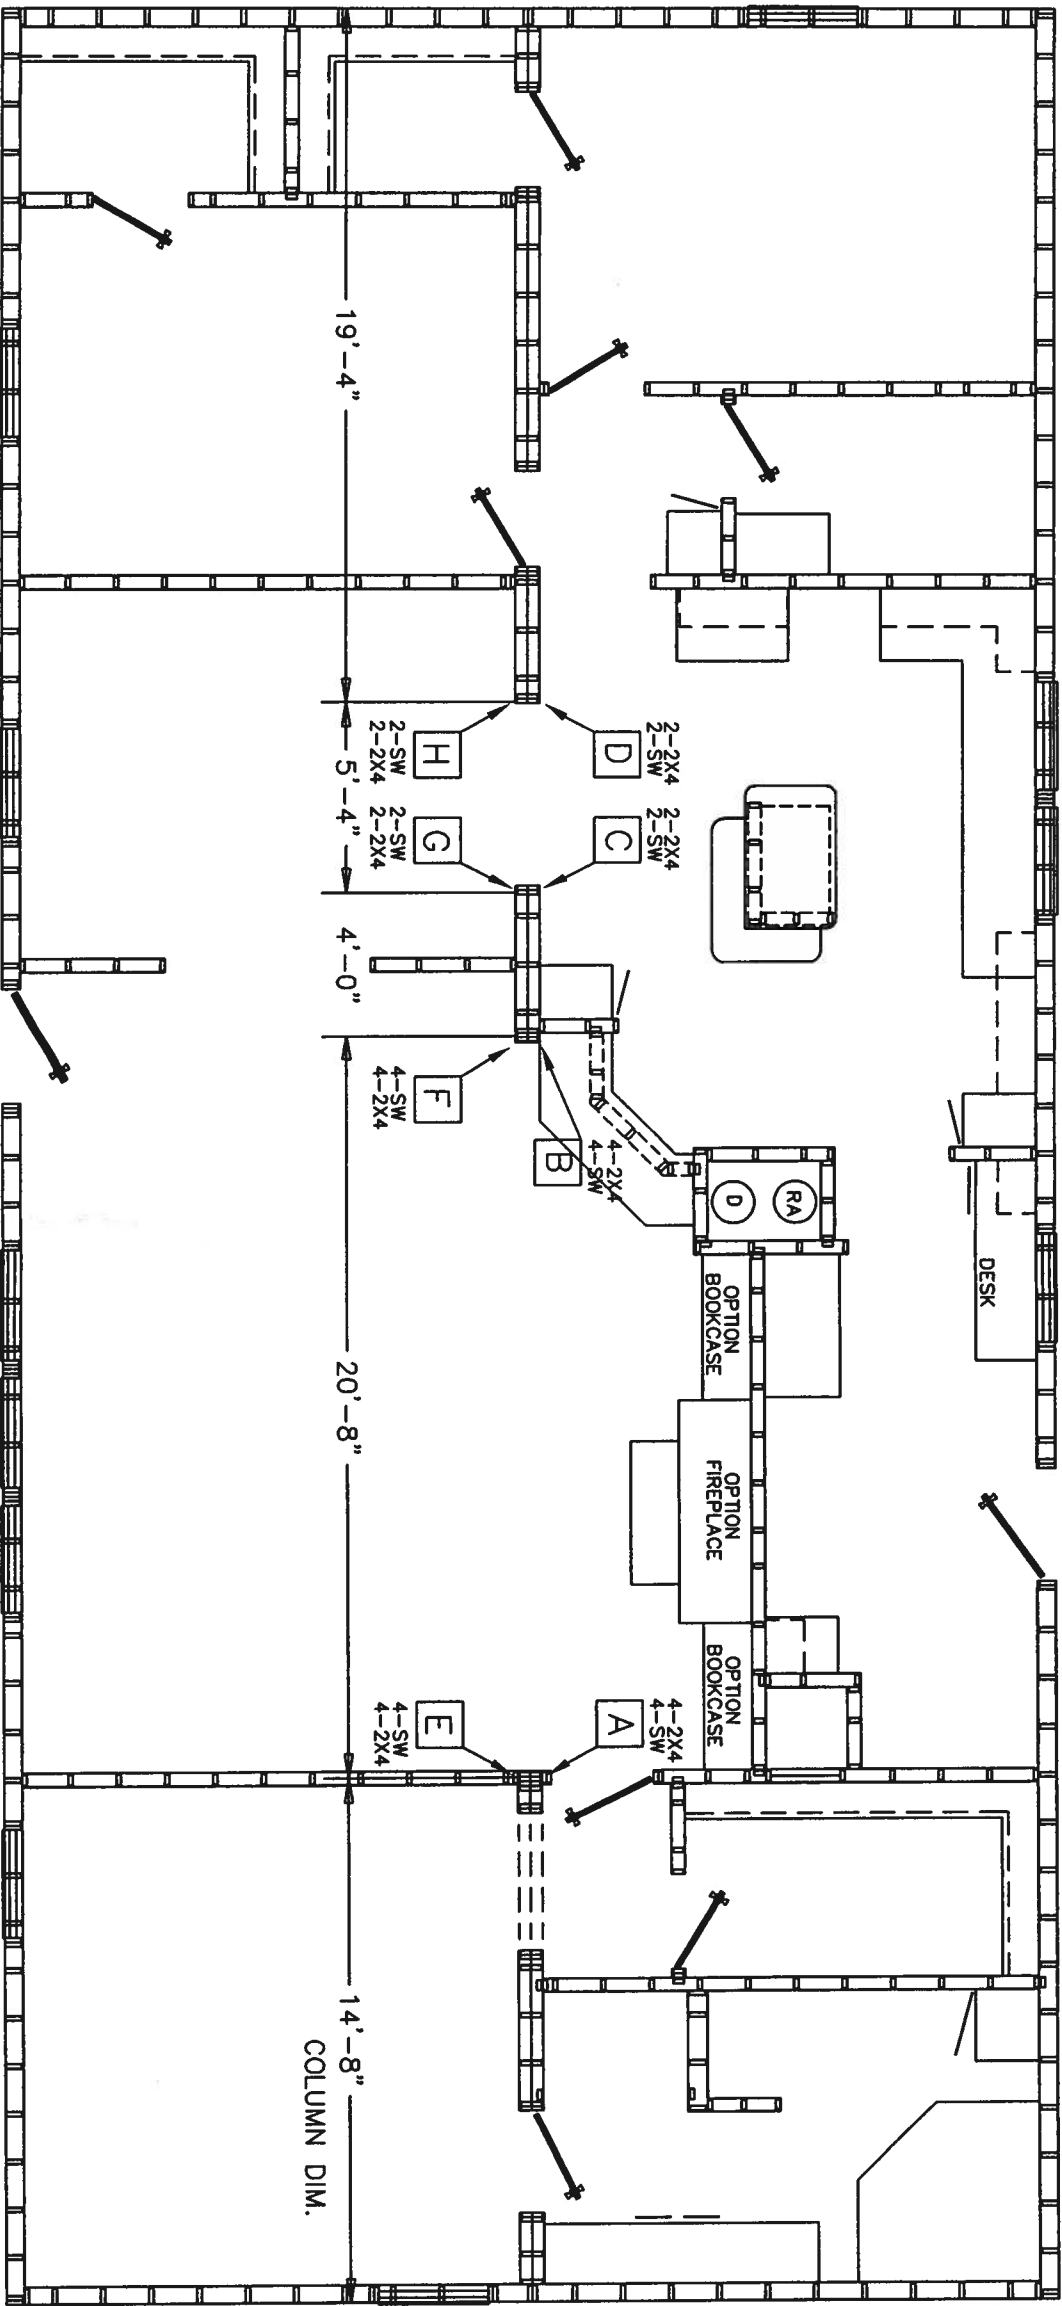 19'-4"
5'-4"
4'-0"
20'-8"
14'-8"
COLUMN DIM.
2-2X4
2-SW
D
2-2X4
2-SW
C
H
2-SW
2-2X4
G
2-SW
2-2X4
F
4-SW
4-2X4
4-2X4
4-SW
B
RA
D
DESK
OPTION
BOOKCASE
OPTION
FIREPLACE
OPTION
BOOKCASE
4-2X4
4-SW
A
E
4-SW
4-2X4